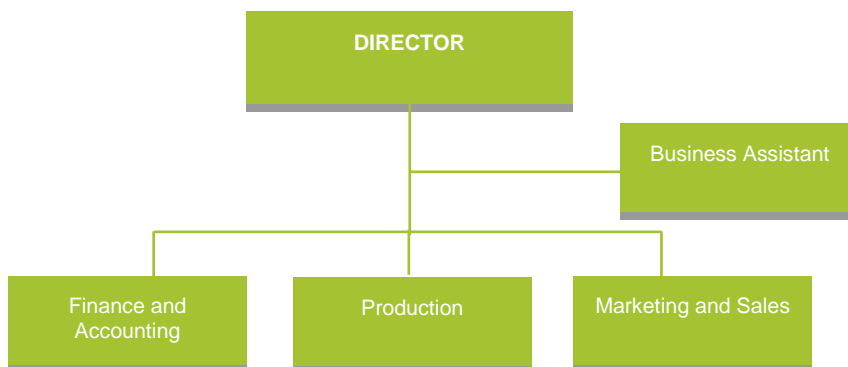 DIRECTOR
Business Assistant
Finance and
Accounting
Production
Marketing and Sales